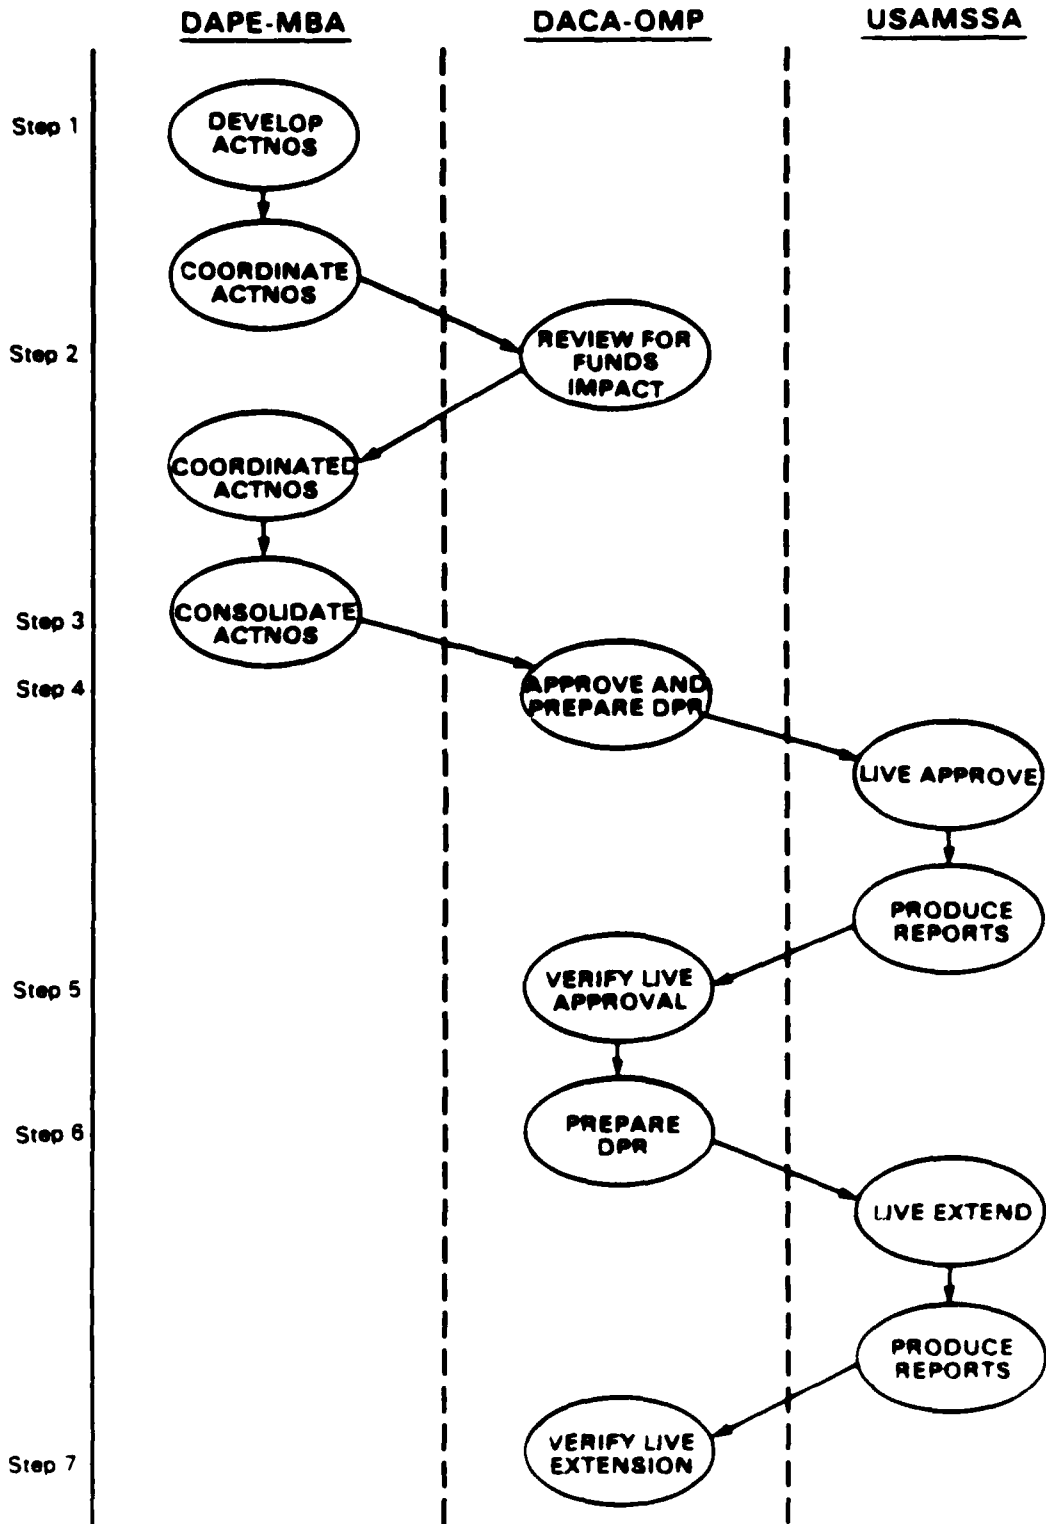 DAPE-MBA
DACA-OMP
USAMSSA
Step 1
DEVELOP
ACTNOS
COORDINATE
ACTNOS
Step 2
REVIEW FOR
FUNDS
IMPACT
COORDINATED
ACTNOS
Step 3
CONSOLIDATE
ACTNOS
Step 4
APPROVE AND
PREPARE DPR
LIVE APPROVE
PRODUCE
REPORTS
Step 5
VERIFY LIVE
APPROVAL
Step 6
PREPARE
DPR
LIVE EXTEND
PRODUCE
REPORTS
Step 7
VERIFY LIVE
EXTENSION